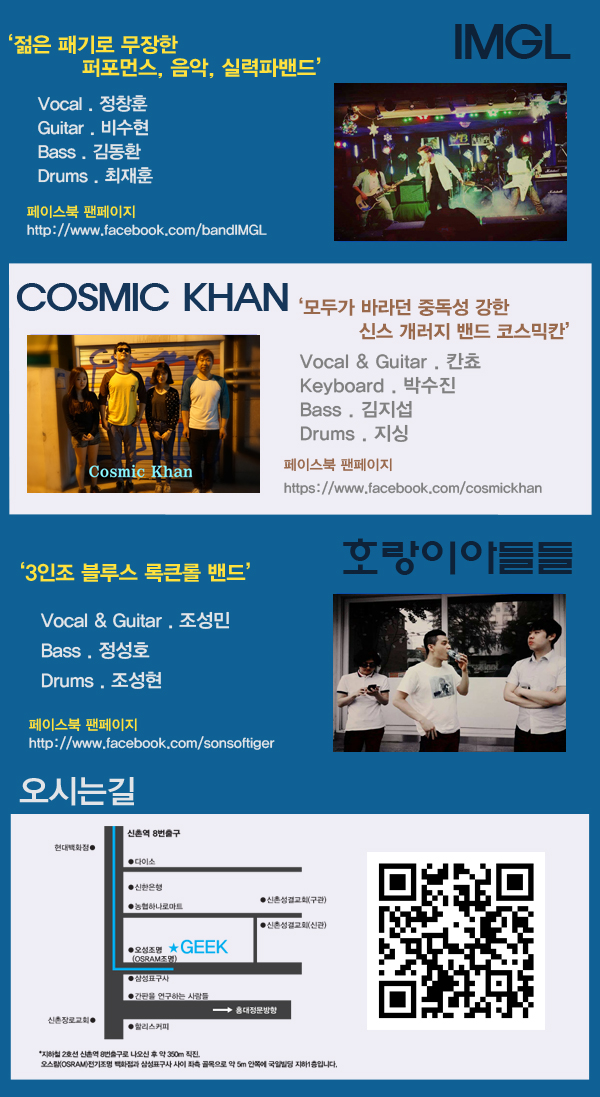 ‘젊은 패기로 무장한
퍼포먼스, 음악, 실력파밴드’
IMGL
Vocal . 정창훈
Guitar . 비수현
Bass . 김동환
Drums . 최재훈
페이스북 팬페이지
http://www.facebook.com/bandIMGL
COSMIC KHAN
‘모두가 바라던 중독성 강한
신스 개러지 밴드 코스믹칸’
Cosmic Khan
Vocal & Guitar . 칸쵸
Keyboard . 박수진
Bass . 김지섭
Drums . 지싱
페이스북 팬페이지
https://www.facebook.com/cosmickhan
호랑이아들들
‘3인조 블루스 록큰롤 밴드’
Vocal & Guitar . 조성민
Bass . 정성호
Drums . 조성현
페이스북 팬페이지
http://www.facebook.com/sonsoftiger
오시는길
신촌역 8번출구
현대백화점
다이소
신한은행
농협하나로마트
신촌성결교회(구관)
신촌성결교회(신관)
오성조명
(OSRAM조명)
★GEEK
삼성표구사
간판을 연구하는 사람들
홍대정문방향
신촌장로교회
할리스커피
*지하철 2호선 신촌역 8번출구로 나오신 후 약 350m 직진.
오스람(OSRAM)전기조명 백화점과 삼성표구사 사이 좌측 골목으로 약 5m 안쪽에 국일빌딩 지하1층입니다.